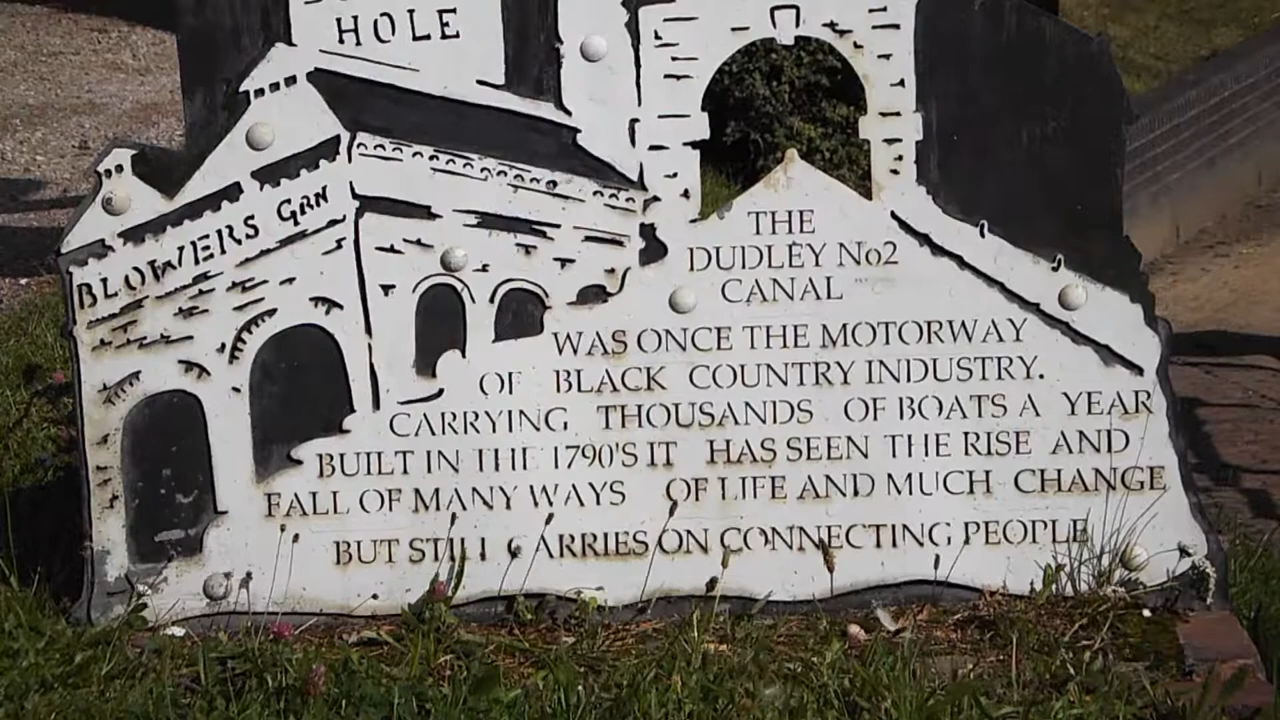 HOLE
BLOWERS GRN
THE
DUDLEY No2
CANAL
WAS ONCE THE MOTORWAY
OF BLACK COUNTRY INDUSTRY.
CARRYING THOUSANDS OF BOATS A YEAR
BUILT IN THE 1790'S IT HAS SEEN THE RISE AND
FALL OF MANY WAYS OF LIFE AND MUCH CHANGE
BUT STILL CARRIES ON CONNECTING PEOPLE